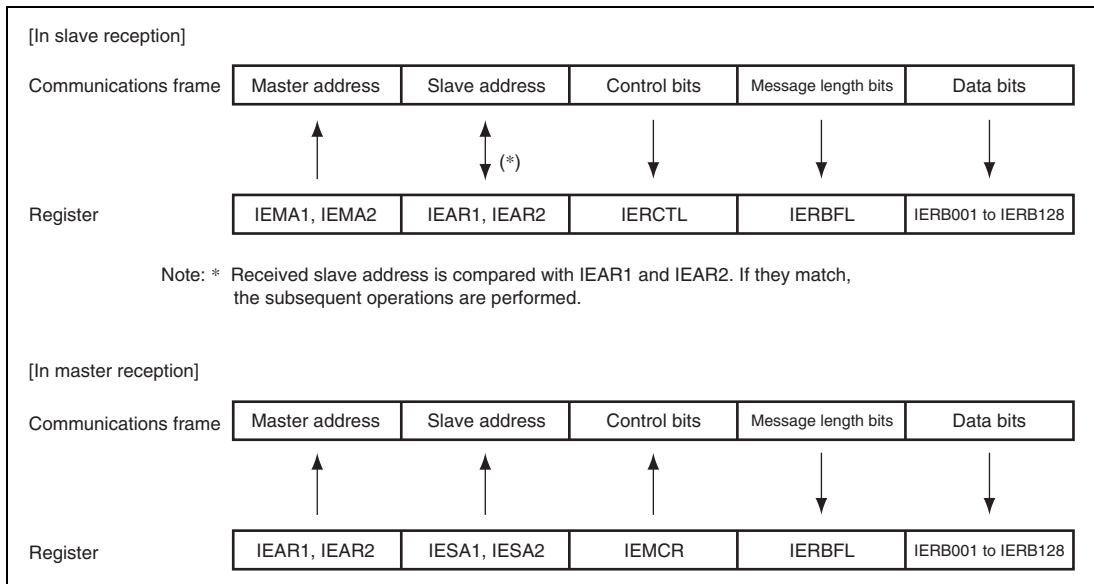 [In slave reception]
Communications frame Master address Slave address Control bits Message length bits Data bits
(*)
Register IEMA1, IEMA2 IEAR1, IEAR2 IERCTL IERBFL IERB001 to IERB128
Note: * Received slave address is compared with IEAR1 and IEAR2. If they match,
the subsequent operations are performed.
[In master reception]
Communications frame Master address Slave address Control bits Message length bits Data bits
Register IEAR1, IEAR2 IESA1, IESA2 IEMCR IERBFL IERB001 to IERB128